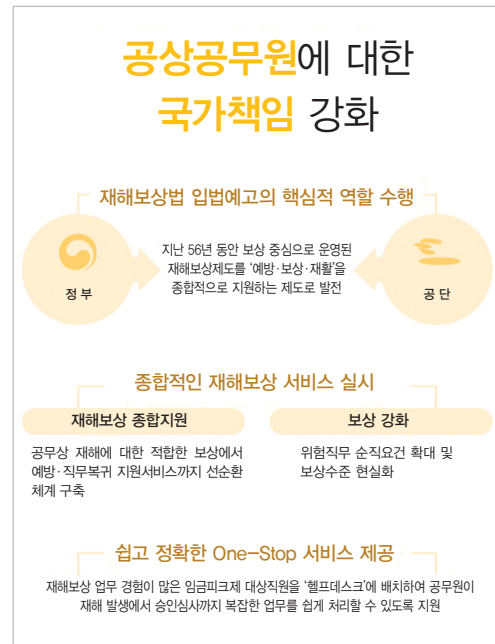 공상공무원에 대한
국가책임 강화
재해보상법 입법예고의 핵심적 역할 수행
정부
지난 56년 동안 보상 중심으로 운영된
재해보상제도를 ‘예방·보상·재활’을
종합적으로 지원하는 제도로 발전
공단
종합적인 재해보상 서비스 실시
재해보상 종합지원
공무상 재해에 대한 적합한 보상에서
예방·직무복귀 지원서비스까지 선순환
체계 구축
보상 강화
위험직무 순직요건 확대 및
보상수준 현실화
쉽고 정확한 One-Stop 서비스 제공
재해보상 업무 경험이 많은 임금피크제 대상직원을 ‘헬프데스크’에 배치하여 공무원이
재해 발생에서 승인심사까지 복잡한 업무를 쉽게 처리할 수 있도록 지원